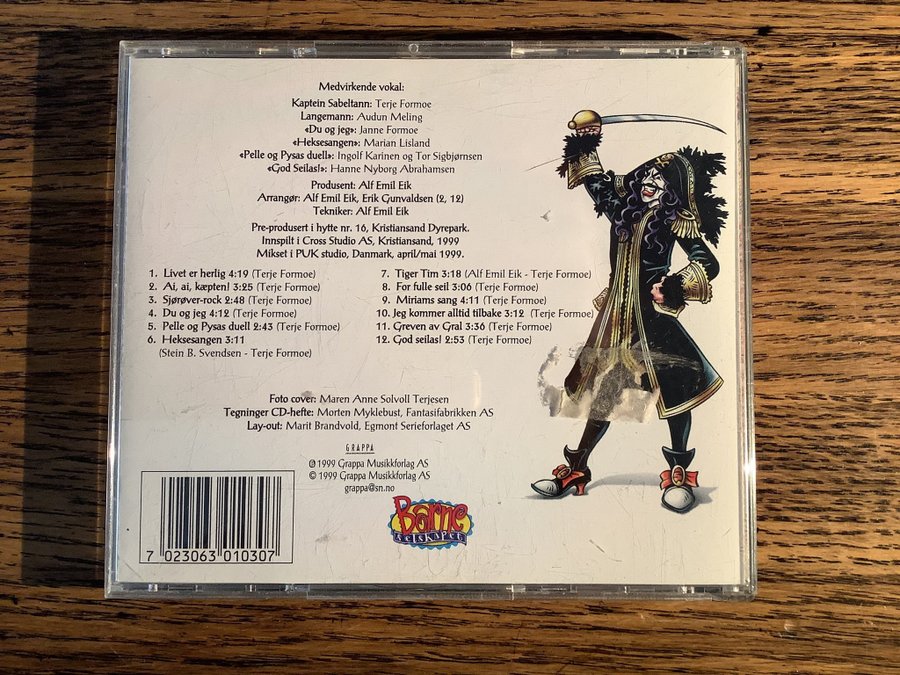 Medvirkende vokal:
Kaptein Sabeltann: Terje Formoe
Langemann: Audun Meling
«Du og jeg»: Janne Formoe
«Heksesangen»: Marian Lisland
«Pelle og Pysas duell»: Ingolf Karinen og Tor Sigbjørnsen
«God Seilas!»: Hanne Nyborg Abrahamsen
Produsent: Alf Emil Eik
Arrangør: Alf Emil Eik, Erik Gunvaldsen (2, 12)
Tekniker: Alf Emil Eik
Pre-produsert i hytte nr. 16, Kristiansand Dyrepark.
Innspilt i Cross Studio AS, Kristiansand, 1999
Mikset i PUK studio, Danmark, april/mai 1999.
1. Livet er herlig 4:19 (Terje Formoe)
2. Ai, ai, kæpten! 3:25 (Terje Formoe)
3. Sjørøver-rock 2:48 (Terje Formoe)
4. Du og jeg 4:12 (Terje Formoe)
5. Pelle og Pysas duell 2:43 (Terje Formoe)
6. Heksesangen 3:11
(Stein B. Svendsen - Terje Formoe)
7. Tiger Tim 3:18 (Alf Emil Eik - Terje Formoe)
8. For fulle seil 3:06 (Terje Formoe)
9. Miriams sang 4:11 (Terje Formoe)
10. Jeg kommer alltid tilbake 3:12 (Terje Formoe)
11. Greven av Gral 3:36 (Terje Formoe)
12. God seilas! 2:53 (Terje Formoe)
Foto cover: Maren Anne Solvoll Terjesen
Tegninger CD-hefte: Morten Myklebust, Fantasifabrikken AS
Lay-out: Marit Brandvold, Egmont Serieforlaget AS
GRAPPA
℗ 1999 Grappa Musikkforlag AS
© 1999 Grappa Musikkforlag AS
grappa@sn.no
Barne
selskapet
7 023063 010307